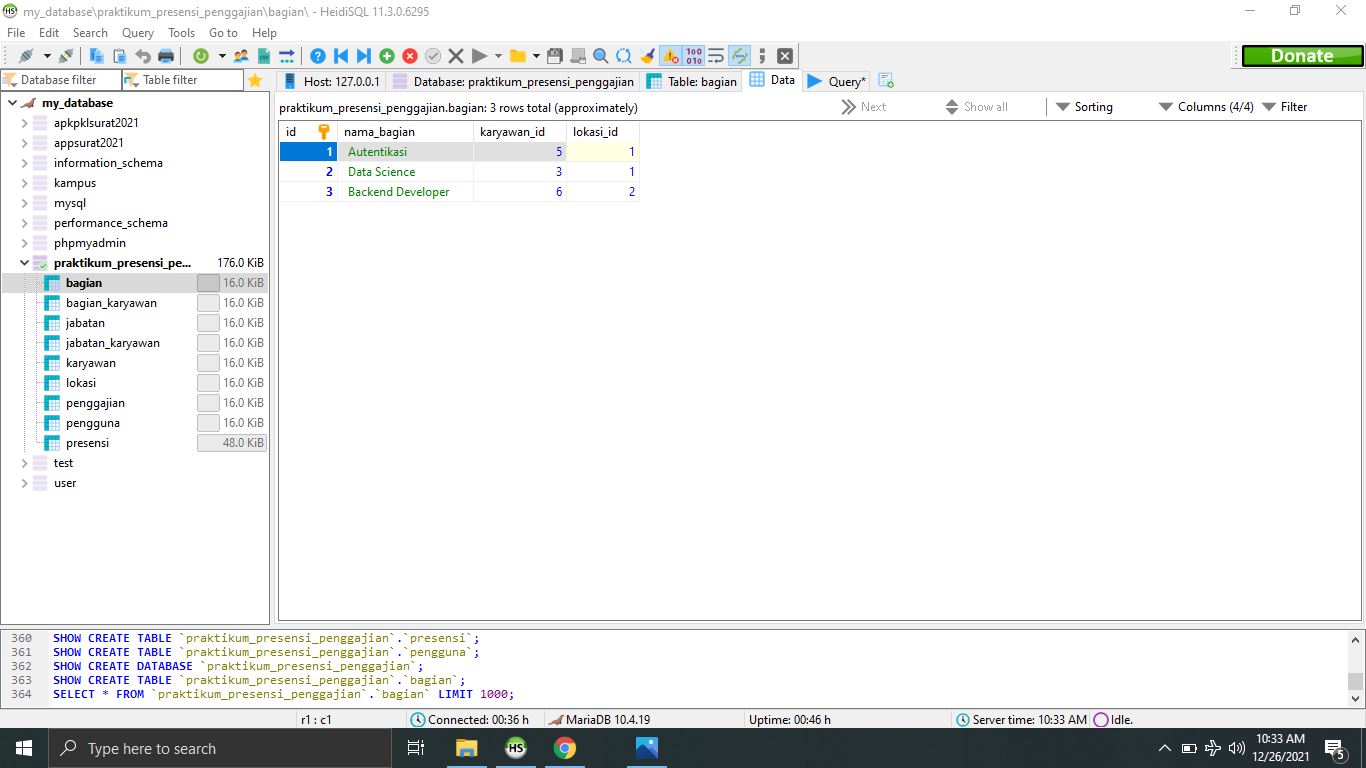 my_database\praktikum_presensi_penggajian\bagian\ - HeidiSQL 11.3.0.6295
File Edit Search Query Tools Go to Help
Donate
Database filter Table filter Host: 127.0.0.1 Database: praktikum_presensi_penggajian Table: bagian Data Query*
my_database
apkpklsurat2021
appsurat2021
information_schema
kampus
mysql
performance_schema
phpmyadmin
praktikum_presensi_pe... 176.0 KiB
bagian 16.0 KiB
bagian_karyawan 16.0 KiB
jabatan 16.0 KiB
jabatan_karyawan 16.0 KiB
karyawan 16.0 KiB
lokasi 16.0 KiB
penggajian 16.0 KiB
pengguna 16.0 KiB
presensi 48.0 KiB
test
user
praktikum_presensi_penggajian.bagian: 3 rows total (approximately) Next Show all Sorting Columns (4/4) Filter
id nama_bagian karyawan_id lokasi_id
1 Autentikasi 5 1
2 Data Science 3 1
3 Backend Developer 6 2
360 SHOW CREATE TABLE `praktikum_presensi_penggajian`.`presensi`;
361 SHOW CREATE TABLE `praktikum_presensi_penggajian`.`pengguna`;
362 SHOW CREATE DATABASE `praktikum_presensi_penggajian`;
363 SHOW CREATE TABLE `praktikum_presensi_penggajian`.`bagian`;
364 SELECT * FROM `praktikum_presensi_penggajian`.`bagian` LIMIT 1000;
r1 : c1 Connected: 00:36 h MariaDB 10.4.19 Uptime: 00:46 h Server time: 10:33 AM Idle.
Type here to search
HS
10:33 AM
12/26/2021
5